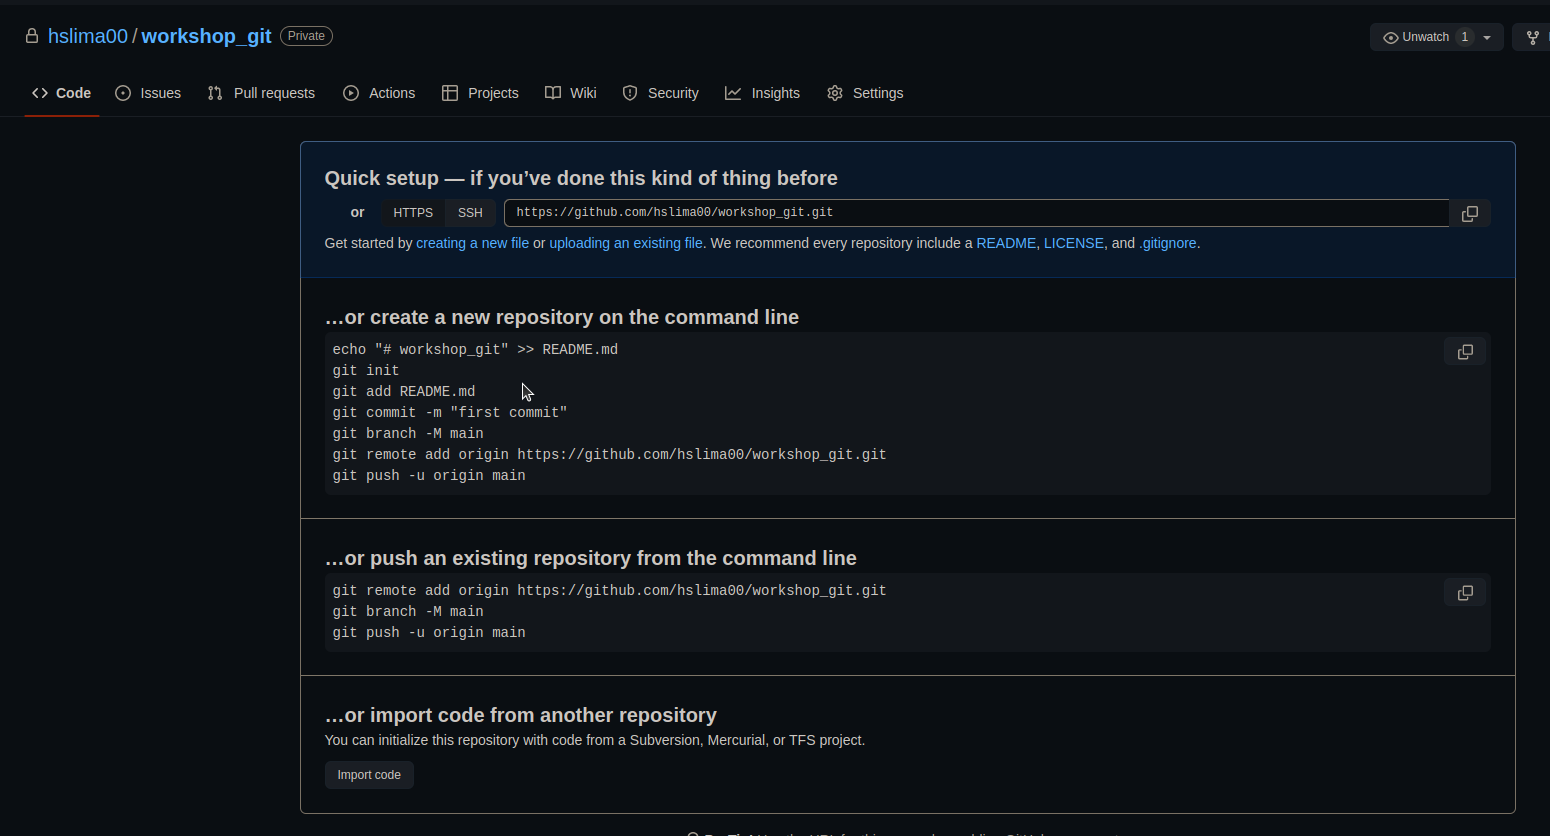 hslima00 / workshop_git Private
Unwatch 1
Code Issues Pull requests Actions Projects Wiki Security Insights Settings
Quick setup — if you’ve done this kind of thing before
or HTTPS SSH https://github.com/hslima00/workshop_git.git
Get started by creating a new file or uploading an existing file. We recommend every repository include a README, LICENSE, and .gitignore.
…or create a new repository on the command line
echo "# workshop_git" >> README.md
git init
git add README.md
git commit -m "first commit"
git branch -M main
git remote add origin https://github.com/hslima00/workshop_git.git
git push -u origin main
…or push an existing repository from the command line
git remote add origin https://github.com/hslima00/workshop_git.git
git branch -M main
git push -u origin main
…or import code from another repository
You can initialize this repository with code from a Subversion, Mercurial, or TFS project.
Import code